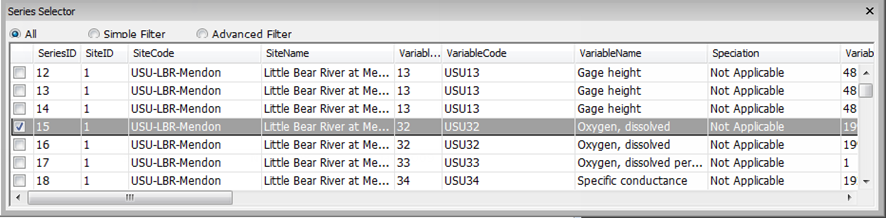 Series Selector
All Simple Filter Advanced Filter
SeriesID SiteID SiteCode SiteName Variabl... VariableCode VariableName Speciation Variab
12 1 USU-LBR-Mendon Little Bear River at Me... 13 USU13 Gage height Not Applicable 48
13 1 USU-LBR-Mendon Little Bear River at Me... 13 USU13 Gage height Not Applicable 48
14 1 USU-LBR-Mendon Little Bear River at Me... 13 USU13 Gage height Not Applicable 48
15 1 USU-LBR-Mendon Little Bear River at Me... 32 USU32 Oxygen, dissolved Not Applicable 19
16 1 USU-LBR-Mendon Little Bear River at Me... 32 USU32 Oxygen, dissolved Not Applicable 19
17 1 USU-LBR-Mendon Little Bear River at Me... 33 USU33 Oxygen, dissolved per... Not Applicable 1
18 1 USU-LBR-Mendon Little Bear River at Me... 34 USU34 Specific conductance Not Applicable 19